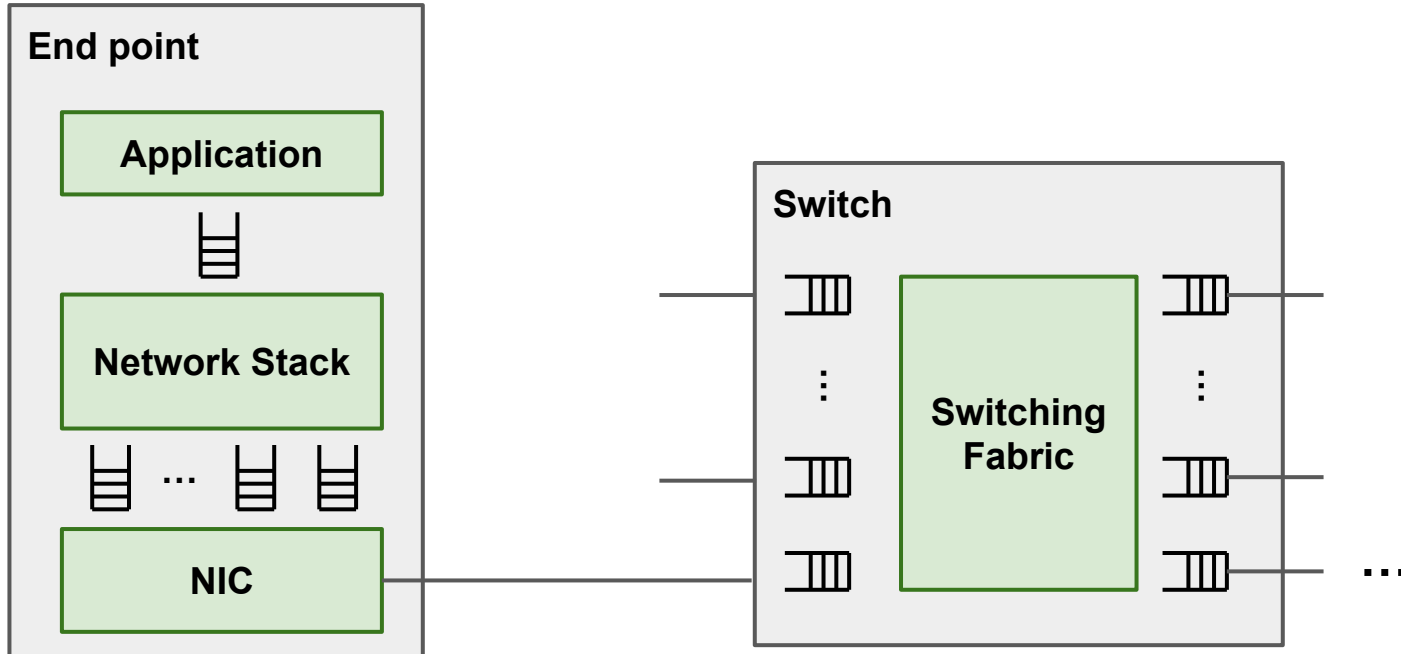 End point
Application
Network Stack
...
NIC
Switch
...
Switching
Fabric
...
...